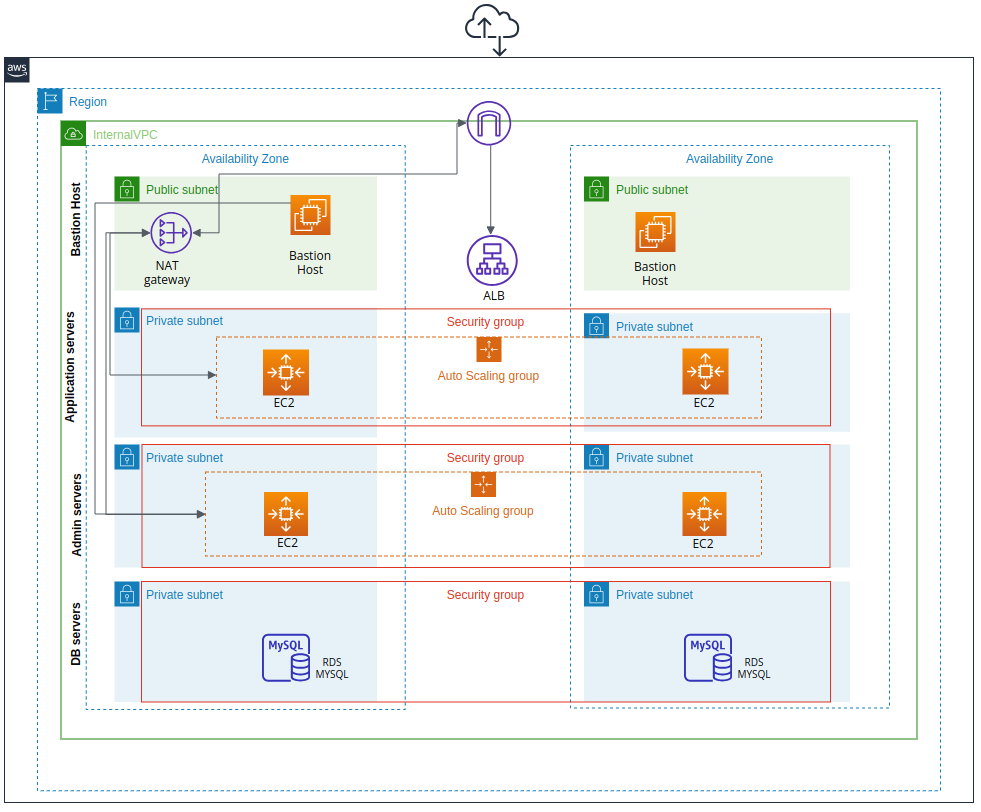 aws
Region
InternalVPC
Availability Zone
Availability Zone
Bastion Host
Public subnet
NAT
gateway
Bastion
Host
ALB
Public subnet
Bastion
Host
Application servers
Private subnet
Security group
Private subnet
Auto Scaling group
EC2
EC2
Admin servers
Private subnet
Security group
Private subnet
Auto Scaling group
EC2
EC2
DB servers
Private subnet
Security group
Private subnet
MySQL
RDS
MYSQL
MySQL
RDS
MYSQL